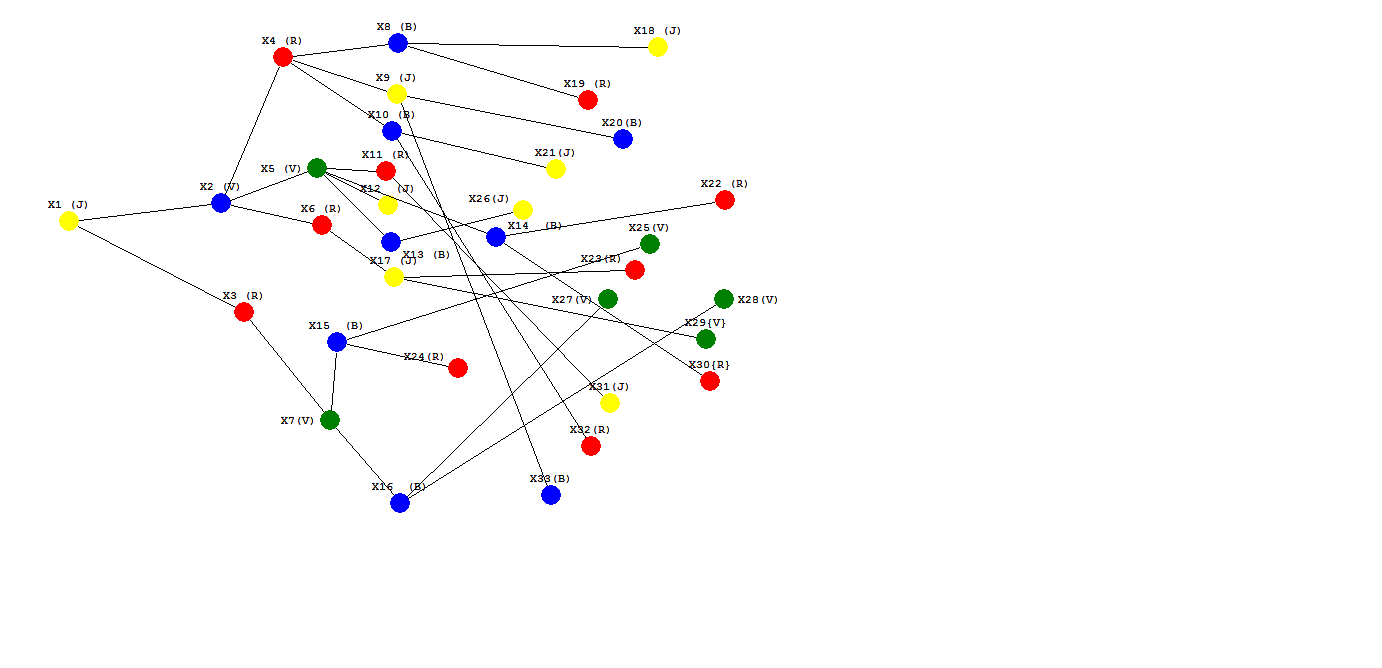 X8 (B)
X18 (J)
X4 (R)
X9 (J)
X19 (R)
X10 (B)
X20(B)
X11 (R)
X21(J)
X5 (V)
X2 (V)
X12 (J)
X22 (R)
X1 (J)
X6 (R)
X26(J)
X14 (B)
X25(V)
X13 (B)
X17 (J)
X23(R)
X3 (R)
X27(V)
X28(V)
X15 (B)
X29{V}
X24(R)
X30{R}
X31(J)
X7(V)
X32(R)
X16 (B)
X33(B)